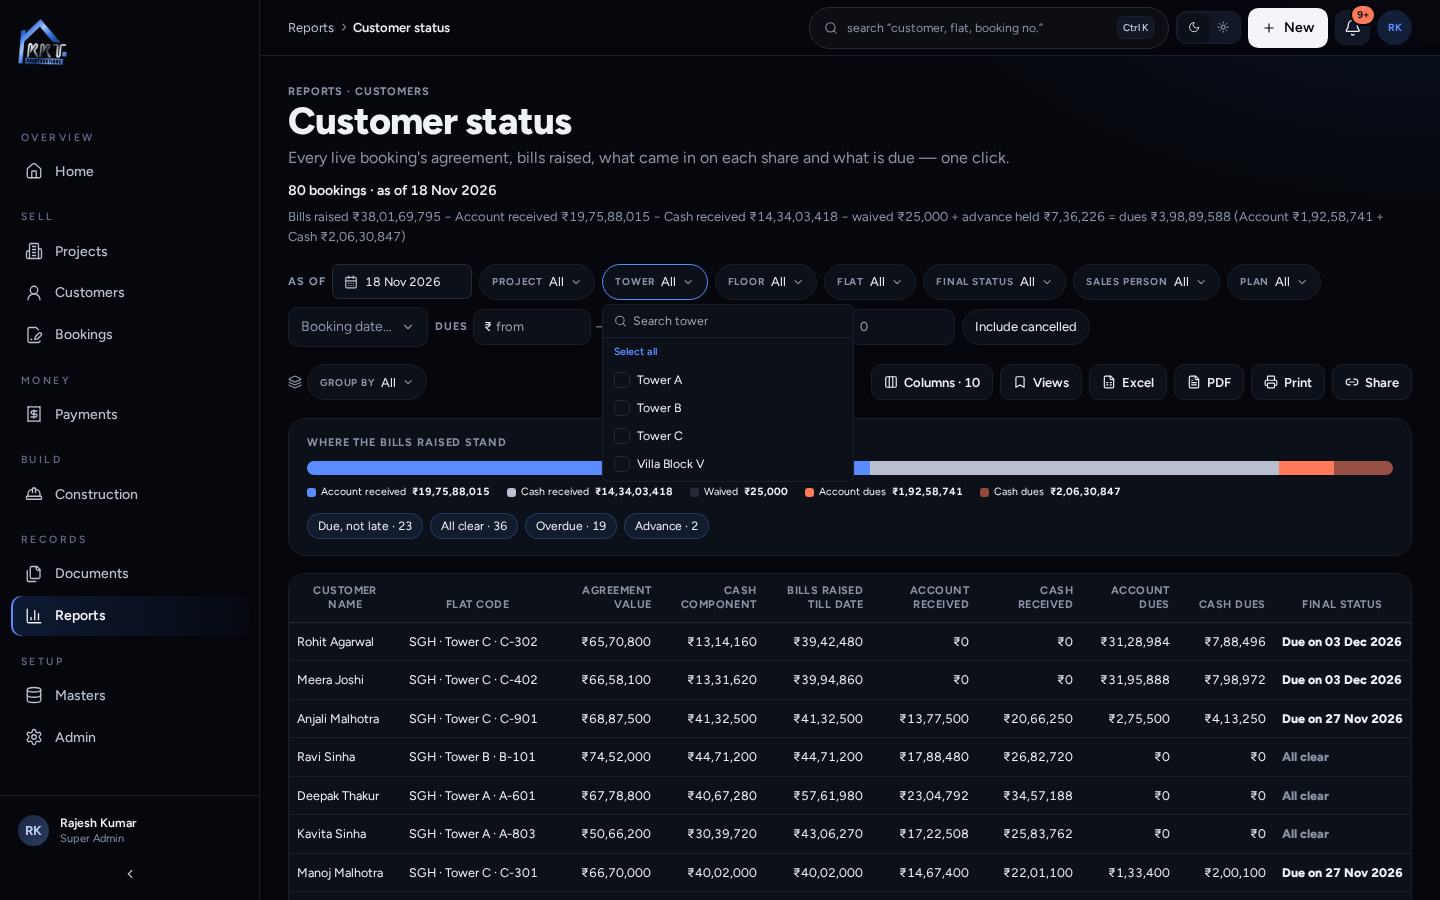 RKT
Reports > Customer status
search “customer, flat, booking no.”
Ctrl K
New
9+
RK
OVERVIEW
Home
SELL
Projects
Customers
Bookings
MONEY
Payments
BUILD
Construction
RECORDS
Documents
Reports
SETUP
Masters
Admin
RK
Rajesh Kumar
Super Admin
REPORTS · CUSTOMERS
Customer status
Every live booking's agreement, bills raised, what came in on each share and what is due — one click.
80 bookings · as of 18 Nov 2026
Bills raised ₹38,01,69,795 − Account received ₹19,75,88,015 − Cash received ₹14,34,03,418 − waived ₹25,000 + advance held ₹7,36,226 = dues ₹3,98,89,588 (Account ₹1,92,58,741 +
Cash ₹2,06,30,847)
AS OF 18 Nov 2026 PROJECT All TOWER All FLOOR All FLAT All FINAL STATUS All SALES PERSON All PLAN All
Booking date... DUES ₹ from — 0 Include cancelled
Search tower
Select all
Tower A
Tower B
Tower C
Villa Block V
GROUP BY All
Columns · 10 Views Excel PDF Print Share
WHERE THE BILLS RAISED STAND
Account received ₹19,75,88,015 Cash received ₹14,34,03,418 Waived ₹25,000 Account dues ₹1,92,58,741 Cash dues ₹2,06,30,847
Due, not late · 23 All clear · 36 Overdue · 19 Advance · 2
CUSTOMER NAME FLAT CODE AGREEMENT VALUE CASH COMPONENT BILLS RAISED TILL DATE ACCOUNT RECEIVED CASH RECEIVED ACCOUNT DUES CASH DUES FINAL STATUS
Rohit Agarwal SGH · Tower C · C-302 ₹65,70,800 ₹13,14,160 ₹39,42,480 ₹0 ₹0 ₹31,28,984 ₹7,88,496 Due on 03 Dec 2026
Meera Joshi SGH · Tower C · C-402 ₹66,58,100 ₹13,31,620 ₹39,94,860 ₹0 ₹0 ₹31,95,888 ₹7,98,972 Due on 03 Dec 2026
Anjali Malhotra SGH · Tower C · C-901 ₹68,87,500 ₹41,32,500 ₹41,32,500 ₹13,77,500 ₹20,66,250 ₹2,75,500 ₹4,13,250 Due on 27 Nov 2026
Ravi Sinha SGH · Tower B · B-101 ₹74,52,000 ₹44,71,200 ₹44,71,200 ₹17,88,480 ₹26,82,720 ₹0 ₹0 All clear
Deepak Thakur SGH · Tower A · A-601 ₹67,78,800 ₹40,67,280 ₹57,61,980 ₹23,04,792 ₹34,57,188 ₹0 ₹0 All clear
Kavita Sinha SGH · Tower A · A-803 ₹50,66,200 ₹30,39,720 ₹43,06,270 ₹17,22,508 ₹25,83,762 ₹0 ₹0 All clear
Manoj Malhotra SGH · Tower C · C-301 ₹66,70,000 ₹40,02,000 ₹40,02,000 ₹14,67,400 ₹22,01,100 ₹1,33,400 ₹2,00,100 Due on 27 Nov 2026